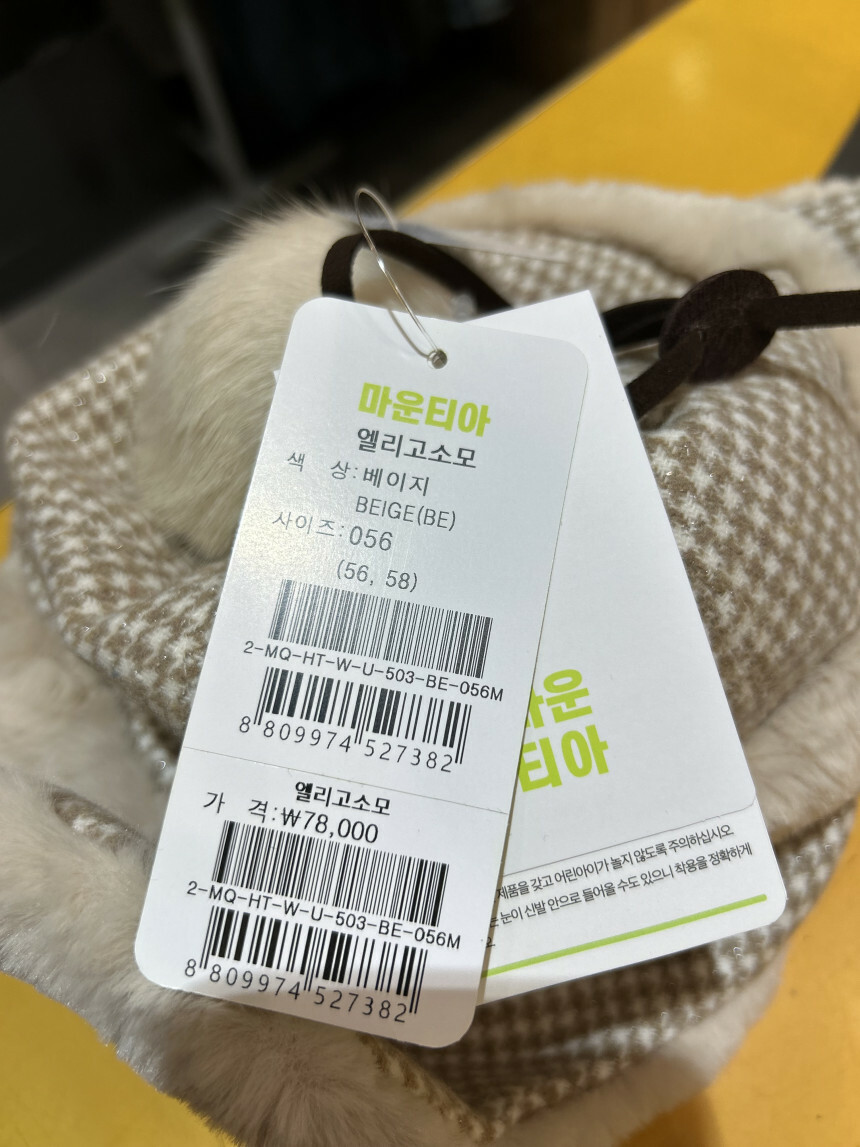 마운티아
엘리고소모
색 상:베이지
BEIGE(BE)
사이즈:056
(56, 58)
2-MQ-HT-W-U-503-BE-056M
8 809974 527382
엘리고소모
가 격:₩78,000
2-MQ-HT-W-U-503-BE-056M
8 809974 527382
마운
티아
제품을 갖고 어린아이가 놀지 않도록 주의하십시오
눈이 신발 안으로 들어올 수도 있으니 착용을 정확하게